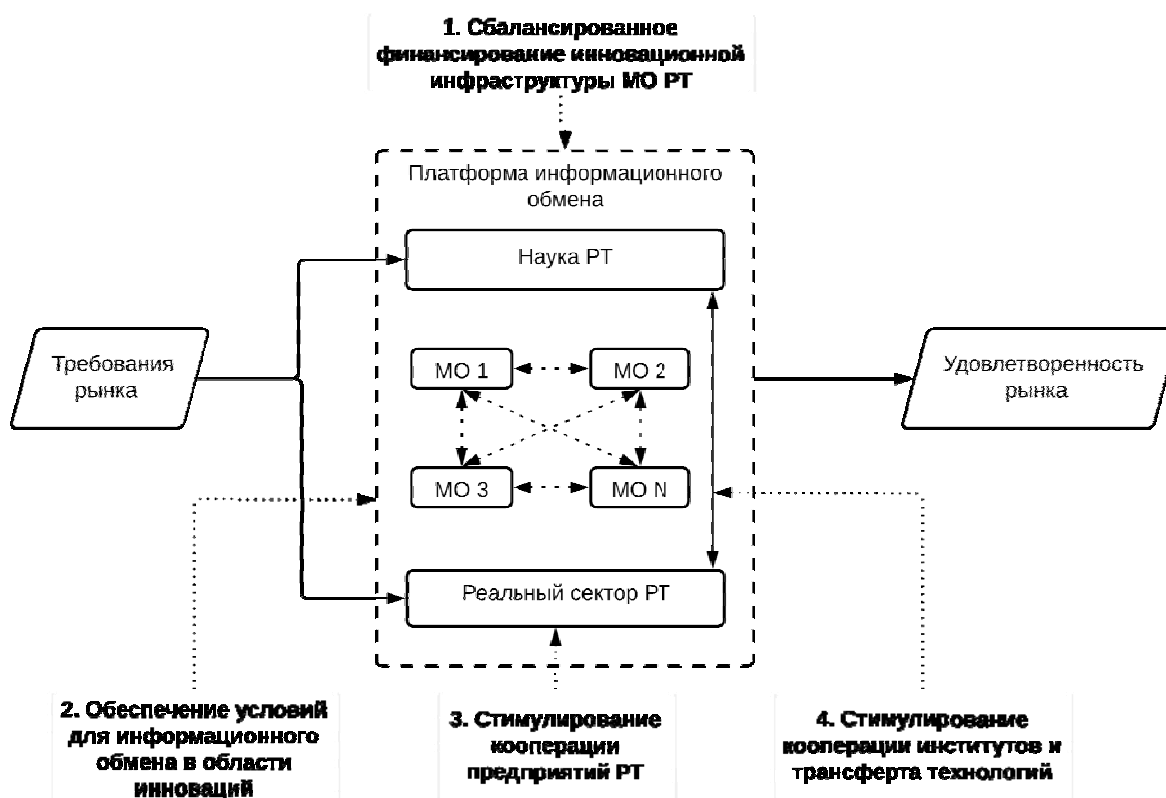 1. Сбалансированное
финансирование инновационной
инфраструктуры МО РТ
Платформа информационного
обмена
Наука РТ
Требования
рынка
МО 1
МО 2
Удовлетворенность
рынка
МО 3
МО N
Реальный сектор РТ
2. Обеспечение условий
для информационного
обмена в области
инноваций
3. Стимулирование
кооперации
предприятий РТ
4. Стимулирование
кооперации институтов и
трансферта технологий